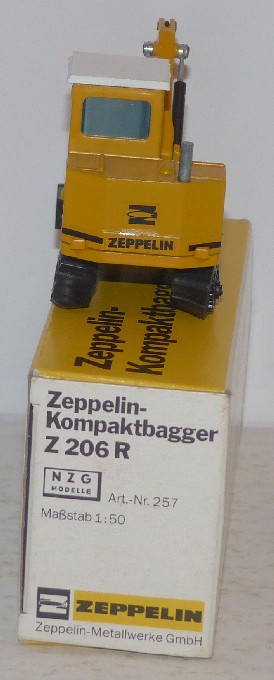 ZEPPELIN
Zeppelin-
Kompaktbagger
Zeppelin-
Kompaktbagger
Z 206 R
NZG
MODELLE
Art.-Nr. 257
Maßstab 1:50
ZEPPELIN
Zeppelin-Metallwerke GmbH